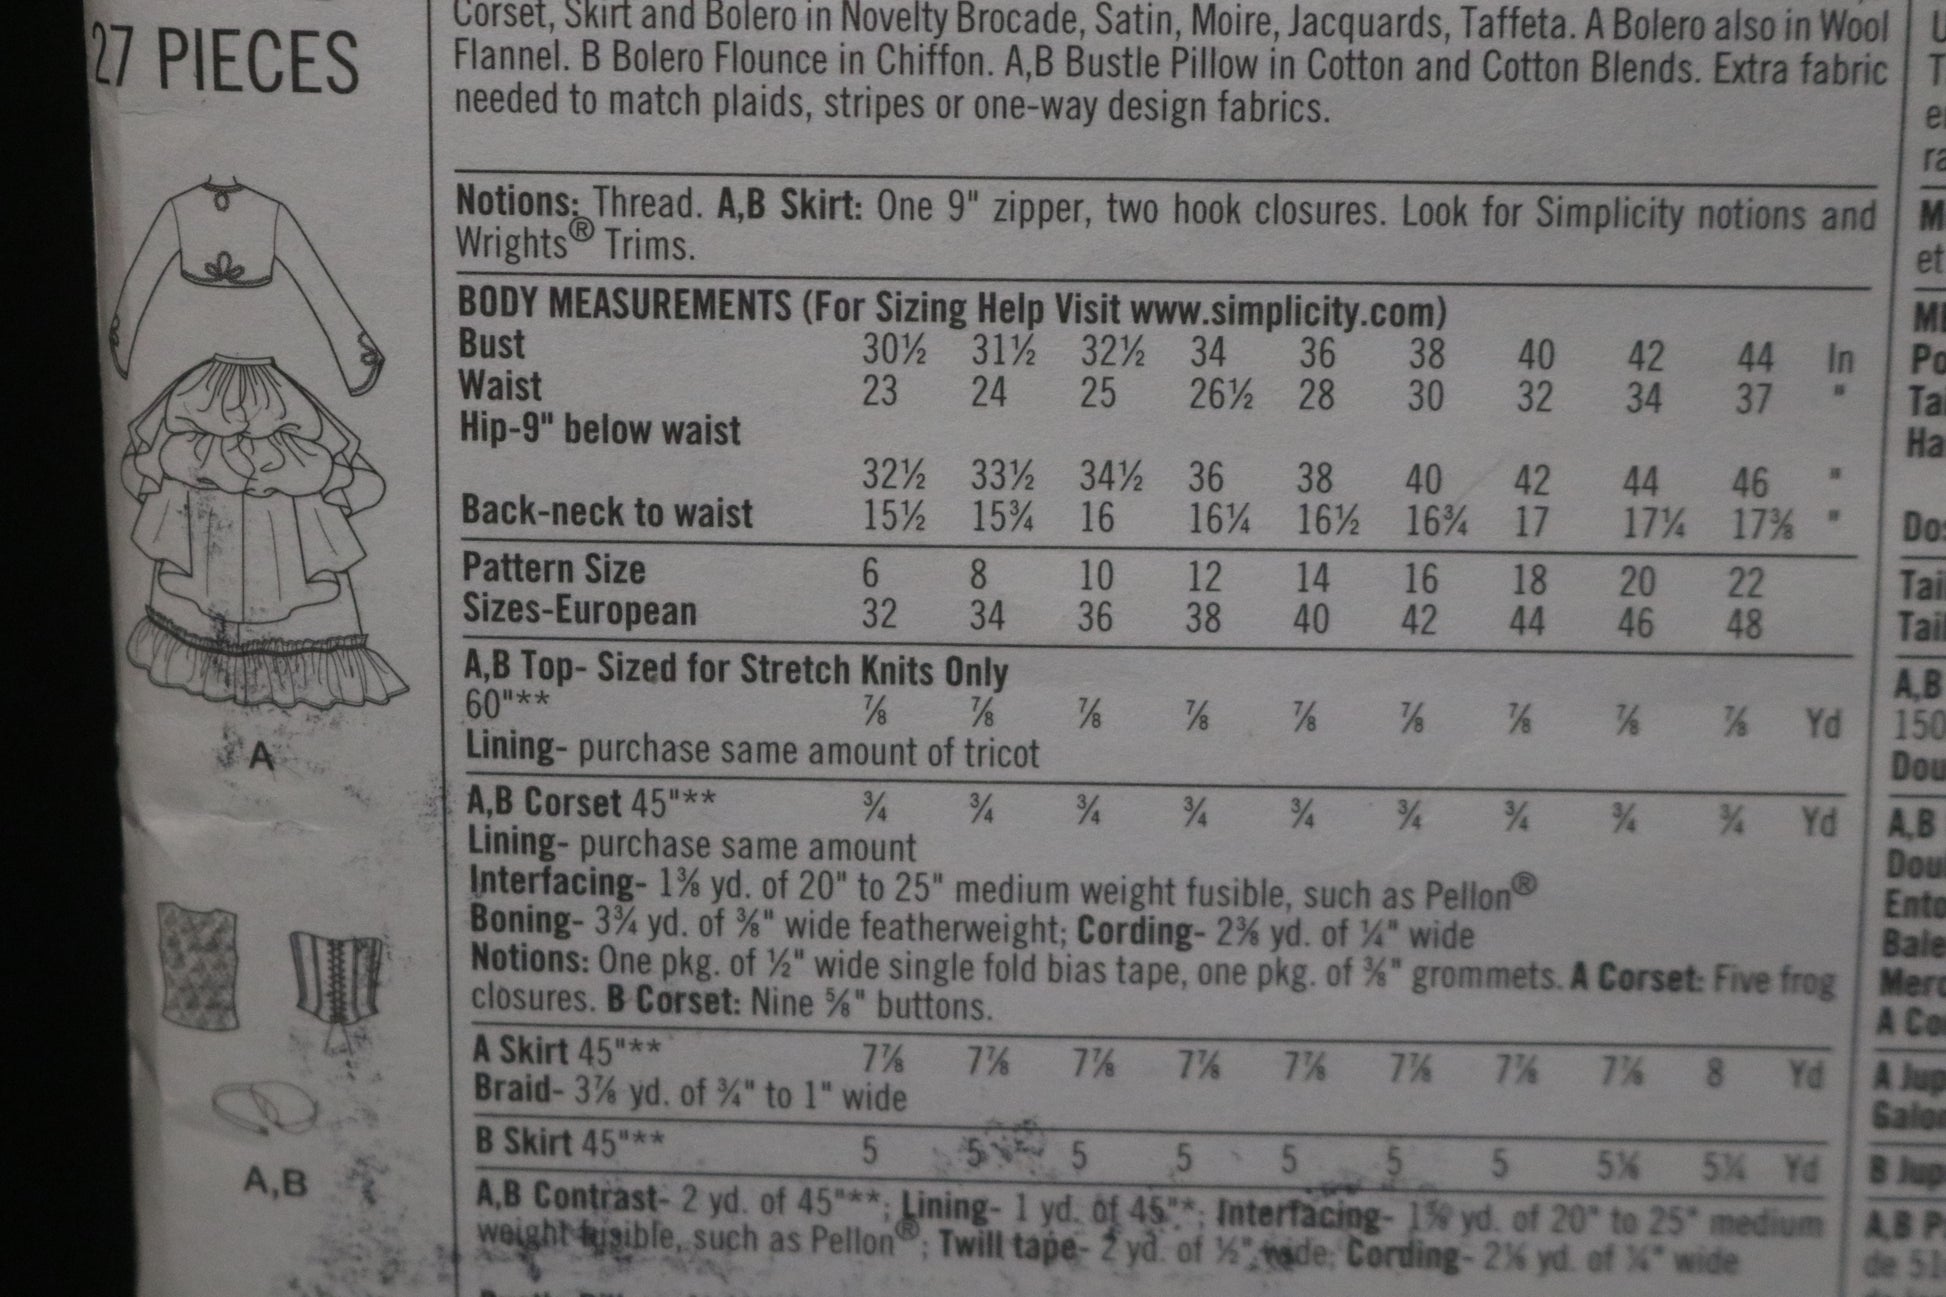 27 PIECES
Corset, Skirt and Bolero in Novelty Brocade, Satin, Moire, Jacquards, Taffeta. A Bolero also in Wool
Flannel. B Bolero Flounce in Chiffon. A,B Bustle Pillow in Cotton and Cotton Blends. Extra fabric
needed to match plaids, stripes or one-way design fabrics.
Notions: Thread. A,B Skirt: One 9" zipper, two hook closures. Look for Simplicity notions and
Wrights® Trims.
BODY MEASUREMENTS (For Sizing Help Visit www.simplicity.com)
Bust 30½ 31½ 32½ 34 36 38 40 42 44 In
Waist 23 24 25 26½ 28 30 32 34 37 "
Hip-9" below waist
32½ 33½ 34½ 36 38 40 42 44 46 "
Back-neck to waist 15½ 15¾ 16 16¼ 16½ 16¾ 17 17¼ 17⅜ "
Pattern Size 6 8 10 12 14 16 18 20 22
Sizes-European 32 34 36 38 40 42 44 46 48
A,B Top- Sized for Stretch Knits Only
60"** ⅞ ⅞ ⅞ ⅞ ⅞ ⅞ ⅞ ⅞ ⅞ Yd
Lining- purchase same amount of tricot
A,B Corset 45"** ¾ ¾ ¾ ¾ ¾ ¾ ¾ ¾ ¾ Yd
Lining- purchase same amount
Interfacing- 1⅜ yd. of 20" to 25" medium weight fusible, such as Pellon®
Boning- 3¾ yd. of ⅜" wide featherweight; Cording- 2⅜ yd. of ¼" wide
Notions: One pkg. of ½" wide single fold bias tape, one pkg. of ⅜" grommets. A Corset: Five frog
closures. B Corset: Nine ⅝" buttons.
A Skirt 45"** 7⅞ 7⅞ 7⅞ 7⅞ 7⅞ 7⅞ 7⅞ 7⅞ 8 Yd
Braid- 3⅞ yd. of ¾" to 1" wide
B Skirt 45"** 5 5 5 5 5 5 5 Yd
A,B Contrast- 2 yd. of 45"**; Lining- 1 yd. of 45"*; Interfacing- yd. of 20" to 25" medium
weight fusible, such as Pellon®; Twill tape- 2 yd. of ½" wide; Cording- yd. of ¼" wide
A
A,B
Po
Ta
Ha
Tail
Tail
A,B
150
Dou
A,B
Dou
Ento
Bale
Merc
A Co
A Jup
Galon
B Jup